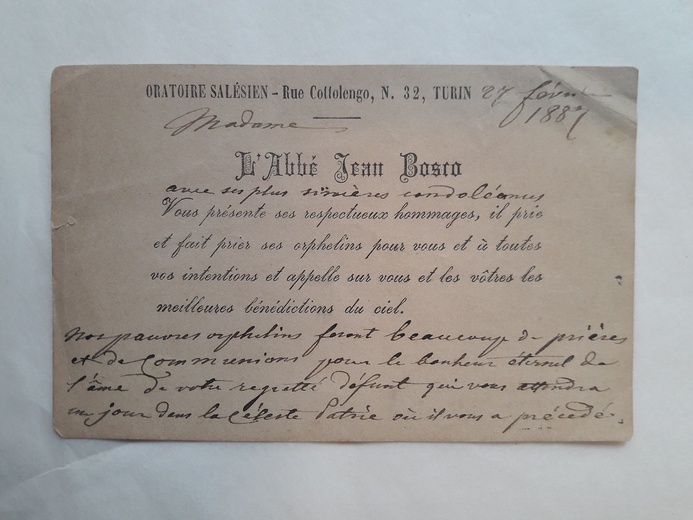 ORATOIRE SALÉSIEN – Rue Cottolengo, N. 32, TURIN 27 février
1887
Madame
L'Abbé Jean Bosco
avec ses plus sincères condoléances
Vous présente ses respectueux hommages, il prie
et fait prier ses orphelins pour vous et à toutes
vos intentions et appelle sur vous et les vôtres les
meilleures bénédictions du ciel.
Nos pauvres orphelins feront beaucoup de prières
et de Communions pour le bonheur éternel de
l'âme de votre regretté défunt qui vous attendra
un jour dans la Céleste Patrie où il vous a précédé.